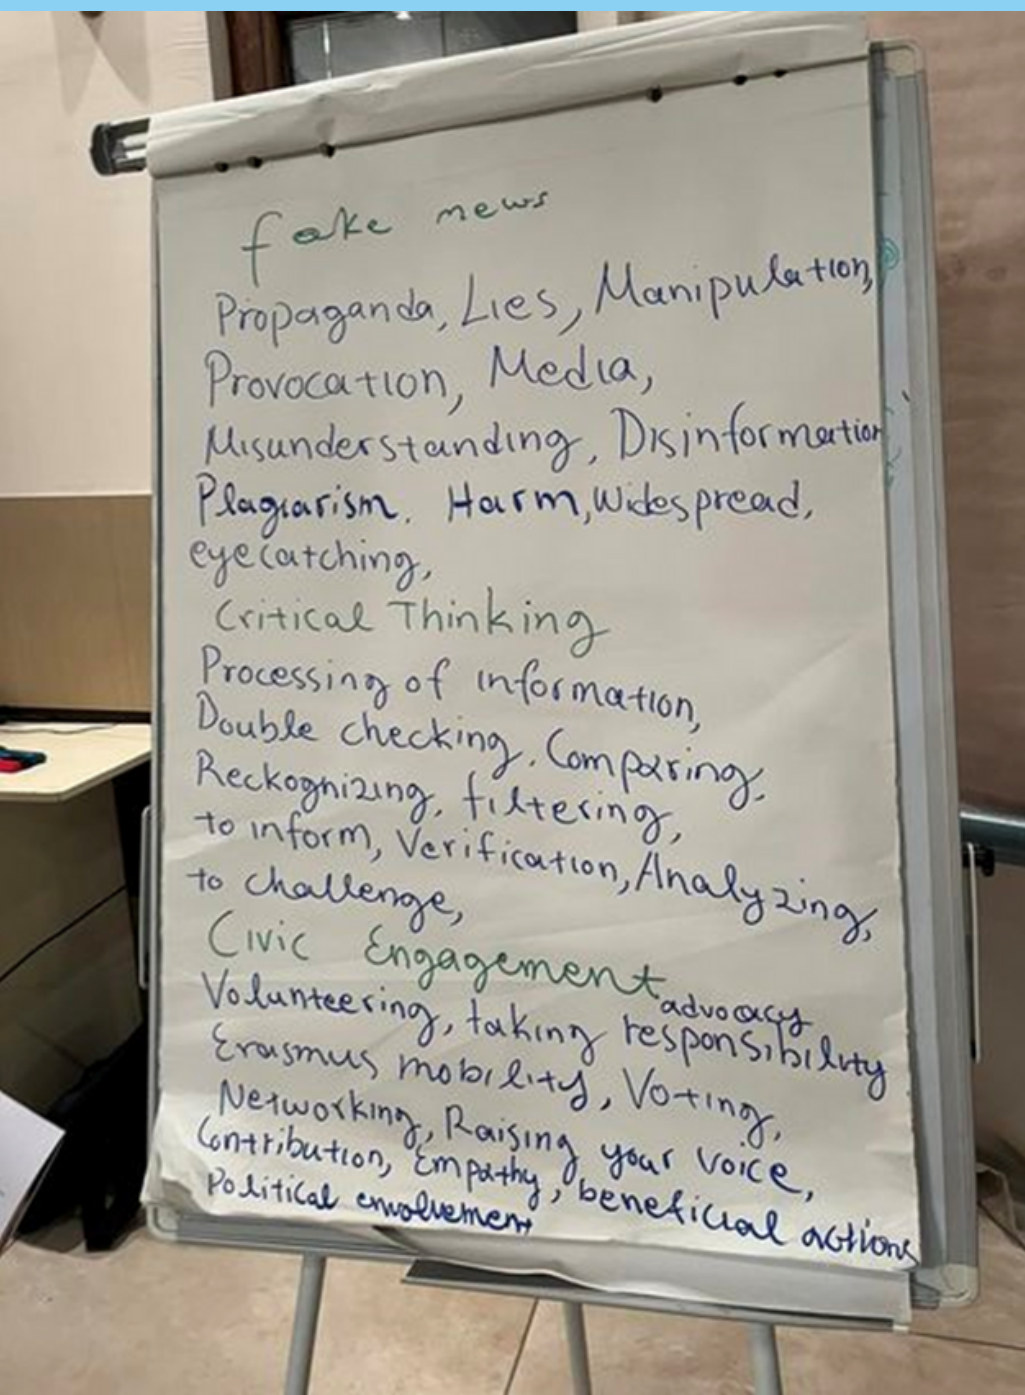 fake news
Propaganda, Lies, Manipulation,
Provocation, Media,
Misunderstanding, Disinformation
Plagiarism, Harm, Widespread,
eyecatching,
Critical Thinking
Processing of information,
Double checking, Comparing,
Reckognizing, filtering,
to inform, Verification, Analyzing,
to challenge,
Civic Engagement
advocacy
Volunteering, taking responsibility
Erasmus mobility, Voting,
Networking, Raising your voice,
Contribution, Empathy, beneficial actions
Political envolvement